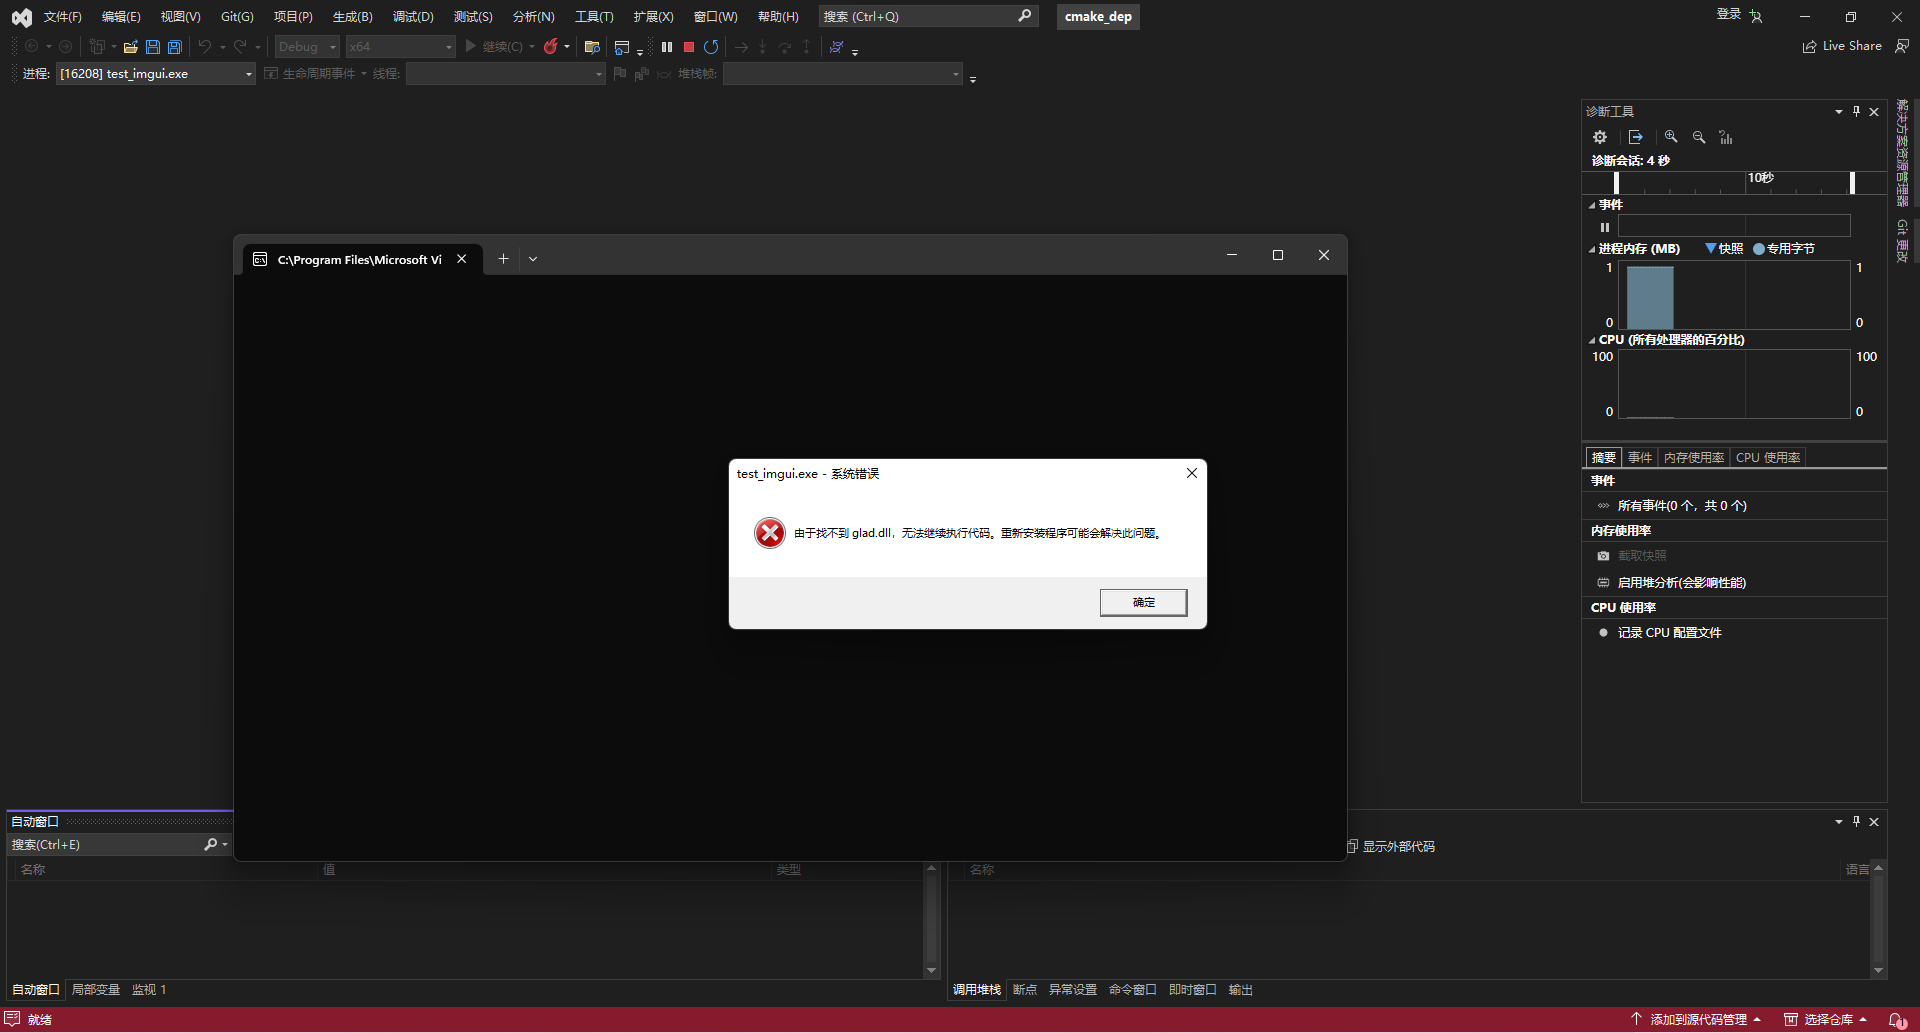 文件(F) 编辑(E) 视图(V) Git(G) 项目(P) 生成(B) 调试(D) 测试(S) 分析(N) 工具(T) 扩展(X) 窗口(W) 帮助(H) 搜索 (Ctrl+Q) cmake_dep 登录
Debug x64 继续(C) Live Share
进程: [16208] test_imgui.exe 生命周期事件 线程: 堆栈帧:
诊断工具
诊断会话: 4 秒
10秒
事件
进程内存 (MB) 快照 专用字节
1 1
0 0
CPU (所有处理器的百分比)
100 100
0 0
摘要 事件 内存使用率 CPU 使用率
事件
所有事件(0 个，共 0 个)
内存使用率
截取快照
启用堆分析(会影响性能)
CPU 使用率
记录 CPU 配置文件
解决方案资源管理器
Git 更改
C:\Program Files\Microsoft Vi
test_imgui.exe - 系统错误
由于找不到 glad.dll，无法继续执行代码。重新安装程序可能会解决此问题。
确定
自动窗口
搜索(Ctrl+E)
名称 值 类型
自动窗口 局部变量 监视 1
显示外部代码
名称 语言
调用堆栈 断点 异常设置 命令窗口 即时窗口 输出
就绪 添加到源代码管理 选择仓库 1